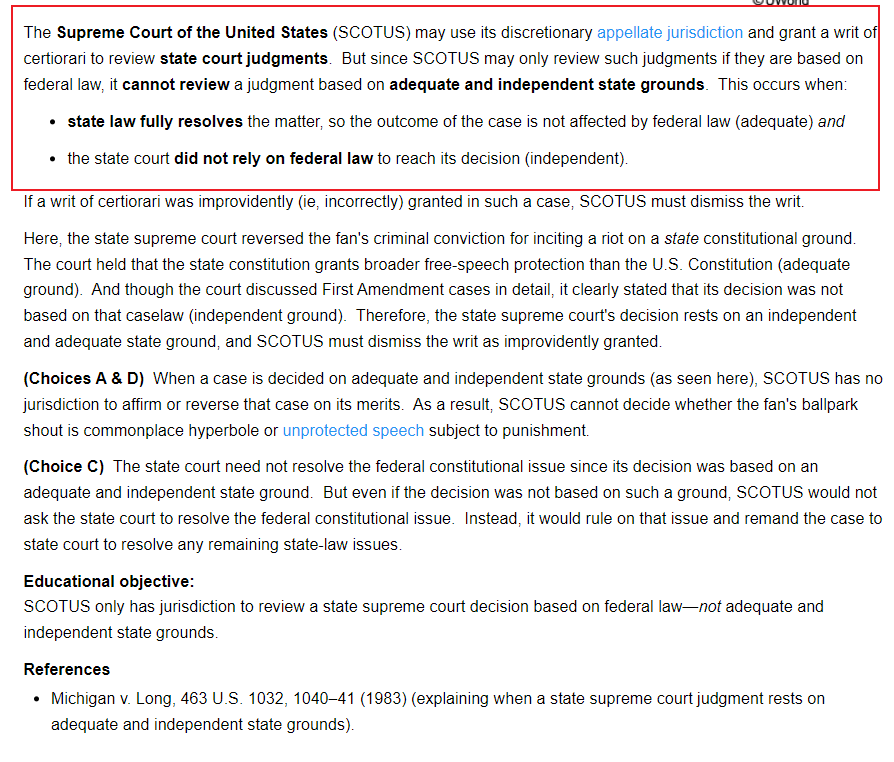 ©UWorld
The Supreme Court of the United States (SCOTUS) may use its discretionary appellate jurisdiction and grant a writ of
certiorari to review state court judgments. But since SCOTUS may only review such judgments if they are based on
federal law, it cannot review a judgment based on adequate and independent state grounds. This occurs when:
• state law fully resolves the matter, so the outcome of the case is not affected by federal law (adequate) and
• the state court did not rely on federal law to reach its decision (independent).
If a writ of certiorari was improvidently (ie, incorrectly) granted in such a case, SCOTUS must dismiss the writ.
Here, the state supreme court reversed the fan's criminal conviction for inciting a riot on a state constitutional ground.
The court held that the state constitution grants broader free-speech protection than the U.S. Constitution (adequate
ground). And though the court discussed First Amendment cases in detail, it clearly stated that its decision was not
based on that caselaw (independent ground). Therefore, the state supreme court's decision rests on an independent
and adequate state ground, and SCOTUS must dismiss the writ as improvidently granted.
(Choices A & D) When a case is decided on adequate and independent state grounds (as seen here), SCOTUS has no
jurisdiction to affirm or reverse that case on its merits. As a result, SCOTUS cannot decide whether the fan's ballpark
shout is commonplace hyperbole or unprotected speech subject to punishment.
(Choice C) The state court need not resolve the federal constitutional issue since its decision was based on an
adequate and independent state ground. But even if the decision was not based on such a ground, SCOTUS would not
ask the state court to resolve the federal constitutional issue. Instead, it would rule on that issue and remand the case to
state court to resolve any remaining state-law issues.
Educational objective:
SCOTUS only has jurisdiction to review a state supreme court decision based on federal law—not adequate and
independent state grounds.
References
• Michigan v. Long, 463 U.S. 1032, 1040–41 (1983) (explaining when a state supreme court judgment rests on
adequate and independent state grounds).